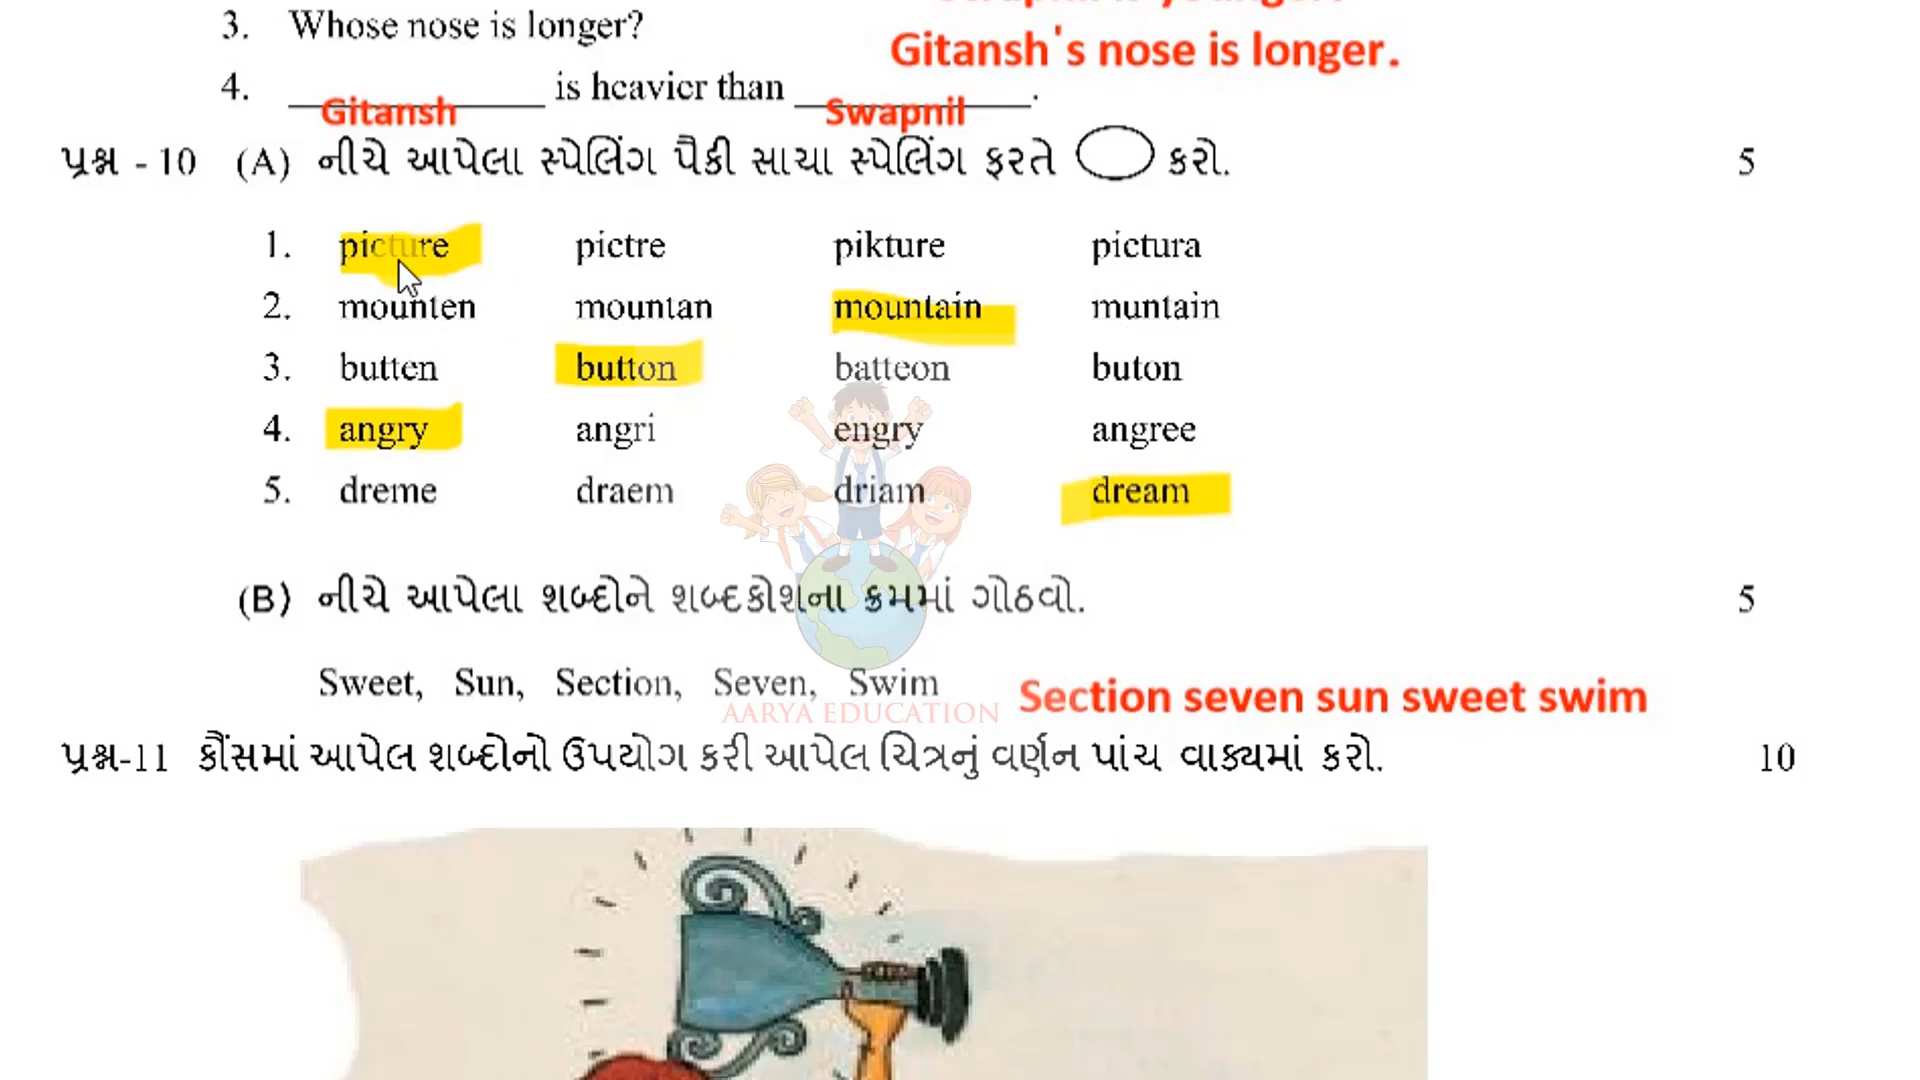 3. Whose nose is longer?
Gitansh's nose is longer.
4. ____________ is heavier than ____________.
Gitansh Swapnil
પ્રશ્ન - 10 (A) નીચે આપેલા સ્પેલિંગ પૈકી સાચા સ્પેલિંગ ફરતે કરો. 5
1. picture pictre pikture pictura
2. mounten mountan mountain muntain
3. butten button batteon buton
4. angry angri engry angree
5. dreme draem driam dream
(B) નીચે આપેલા શબ્દોને શબ્દકોશના ક્રમમાં ગોઠવો. 5
Sweet, Sun, Section, Seven, Swim Section seven sun sweet swim
AARYA EDUCATION
પ્રશ્ન-11 કૌંસમાં આપેલ શબ્દોનો ઉપયોગ કરી આપેલ ચિત્રનું વર્ણન પાંચ વાક્યમાં કરો. 10